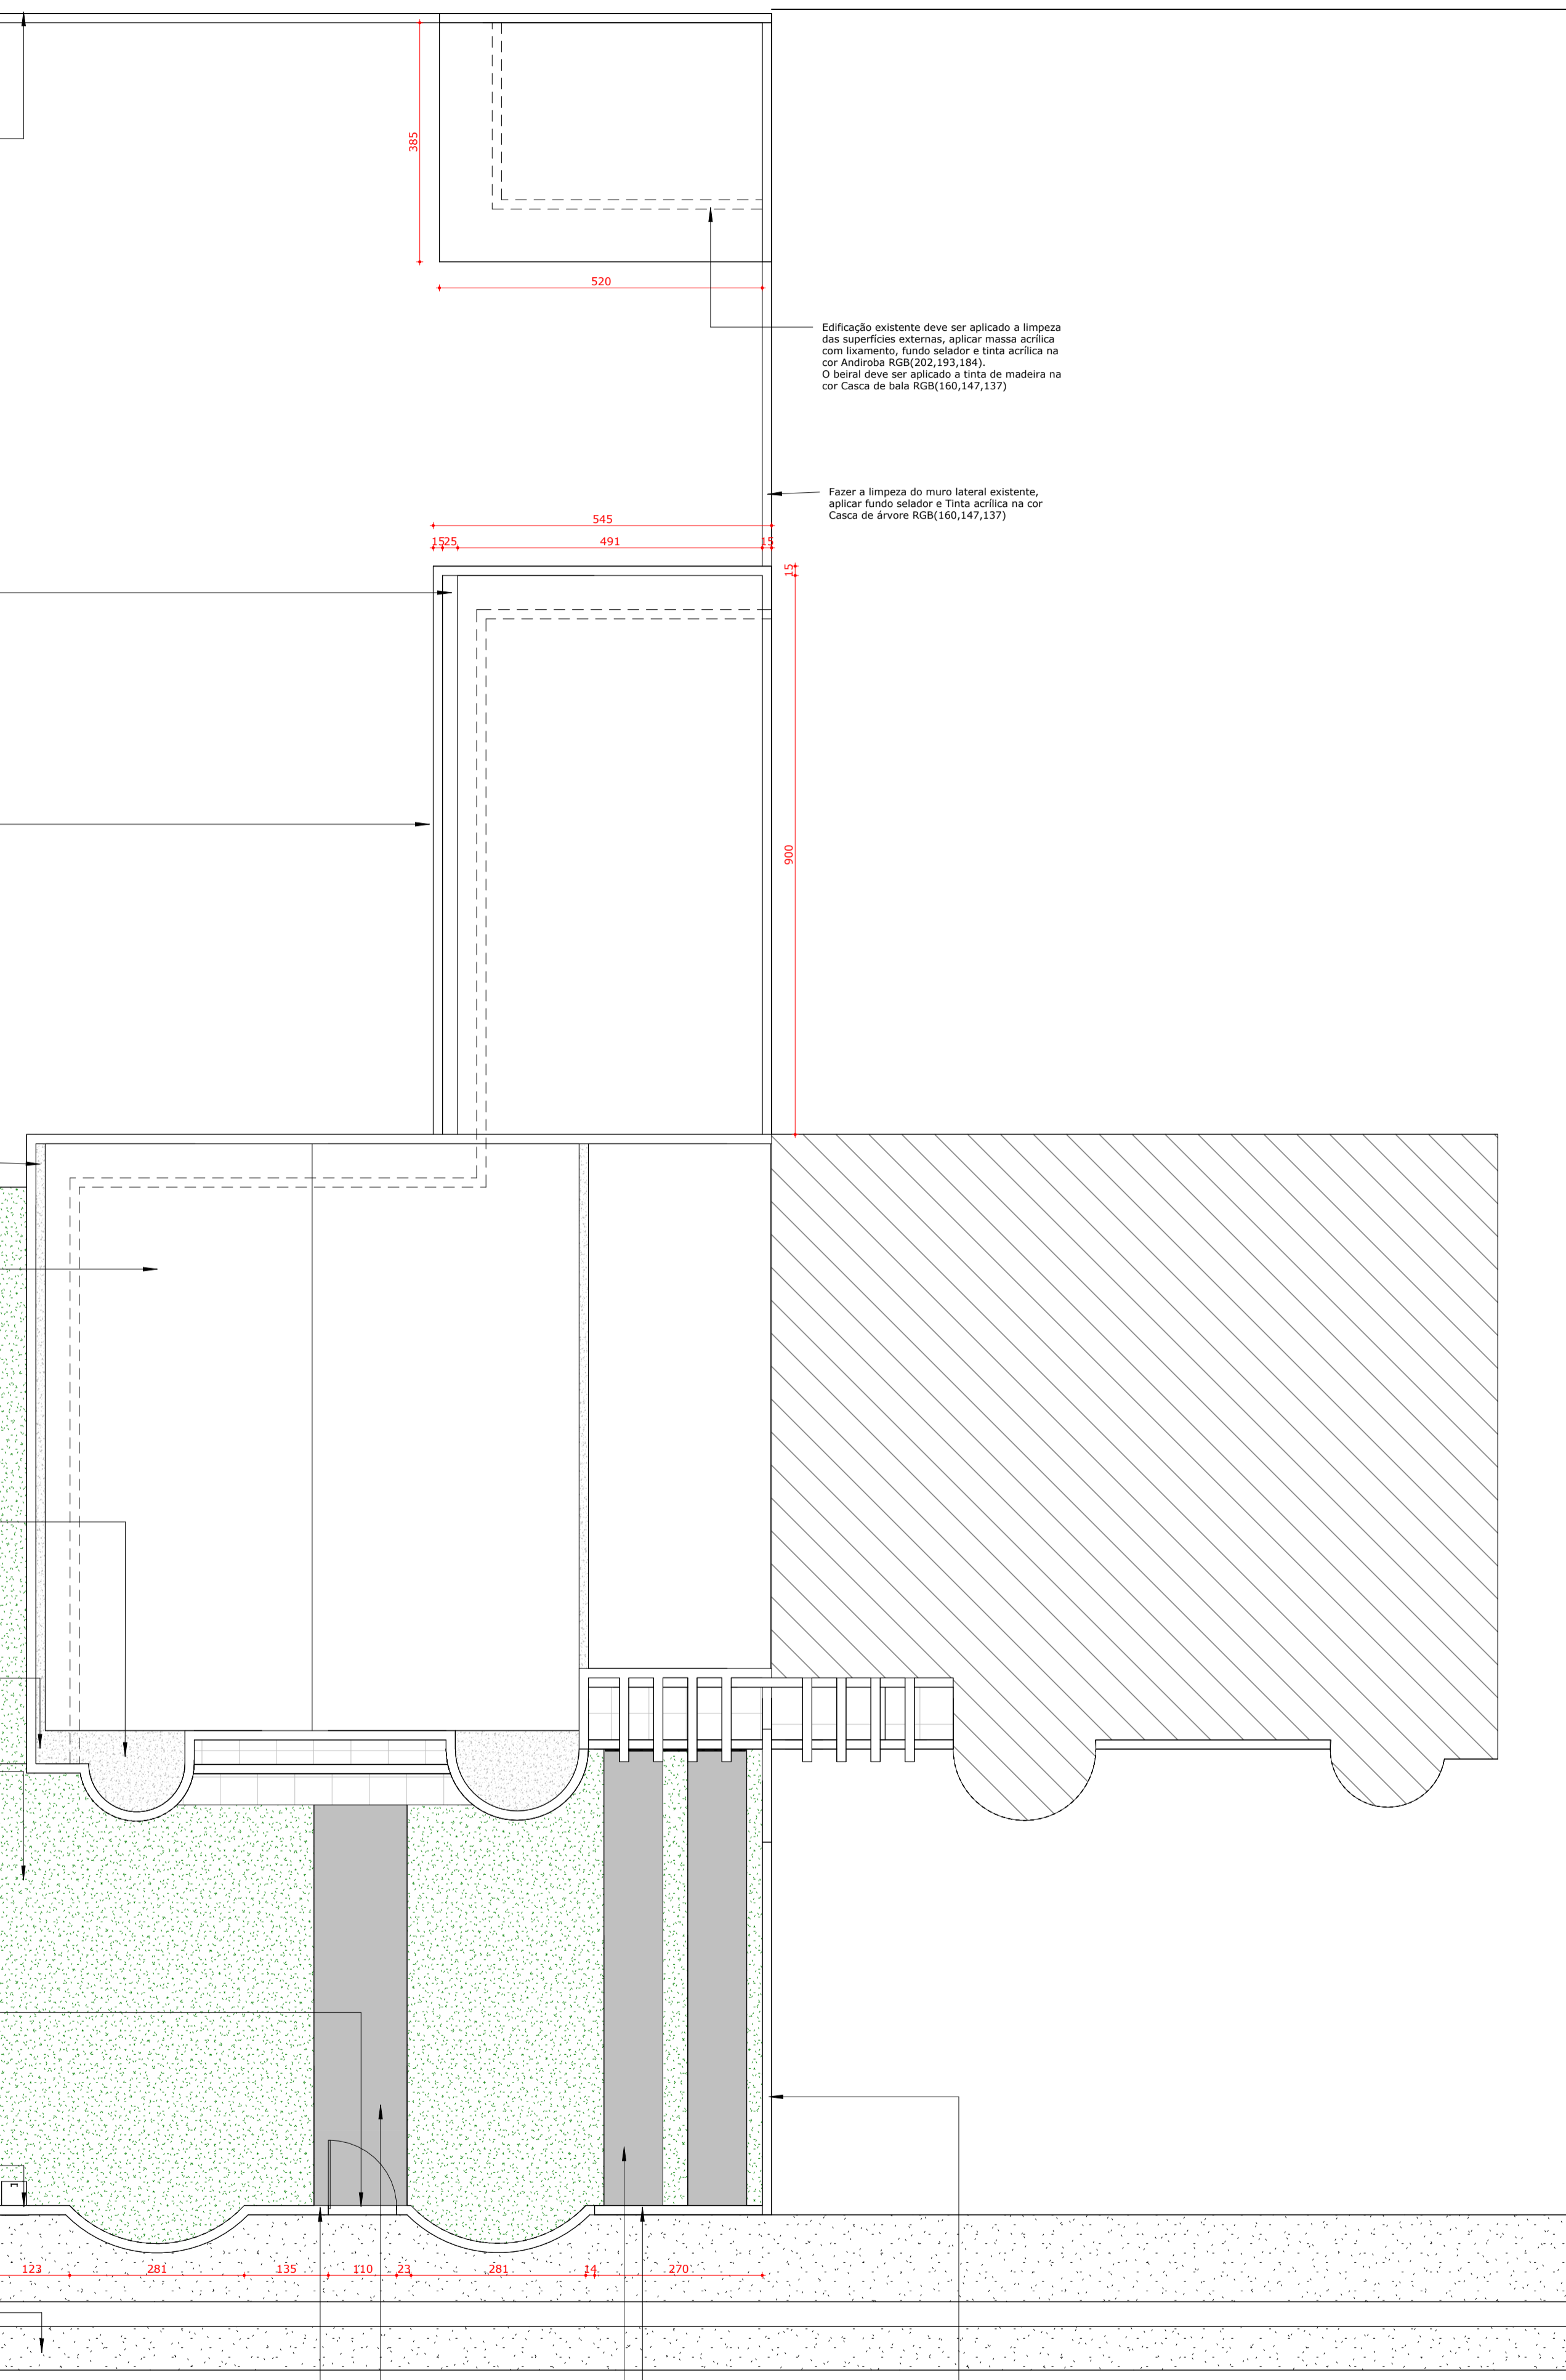 385
520
Edificação existente deve ser aplicado a limpeza
das superfícies externas, aplicar massa acrílica
com lixamento, fundo selador e tinta acrílica na
cor Andiroba RGB(202,193,184).
O beiral deve ser aplicado a tinta de madeira na
cor Casca de bala RGB(160,147,137)
Fazer a limpeza do muro lateral existente,
aplicar fundo selador e Tinta acrílica na cor
Casca de árvore RGB(160,147,137)
545
15 25 491 15
15
900
123 281 135 110 23 281 14 270